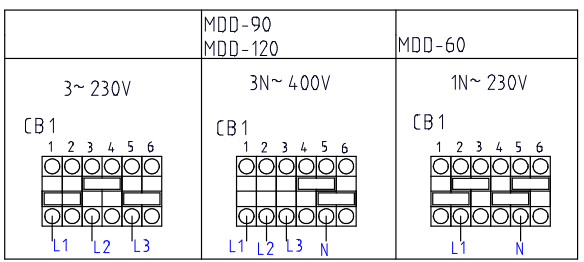 MDD-90
MDD-120
MDD-60
3~ 230V
3N~ 400V
1N~ 230V
CB1
CB1
CB1
1 2 3 4 5 6
1 2 3 4 5 6
1 2 3 4 5 6
L1 L2 L3
L1 L2 L3 N
L1 N